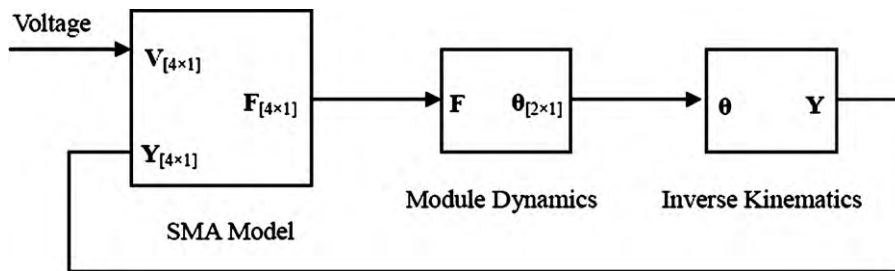 Voltage
V[4×1]
F[4×1]
Y[4×1]
SMA Model
F θ[2×1]
Module Dynamics
θ Y
Inverse Kinematics